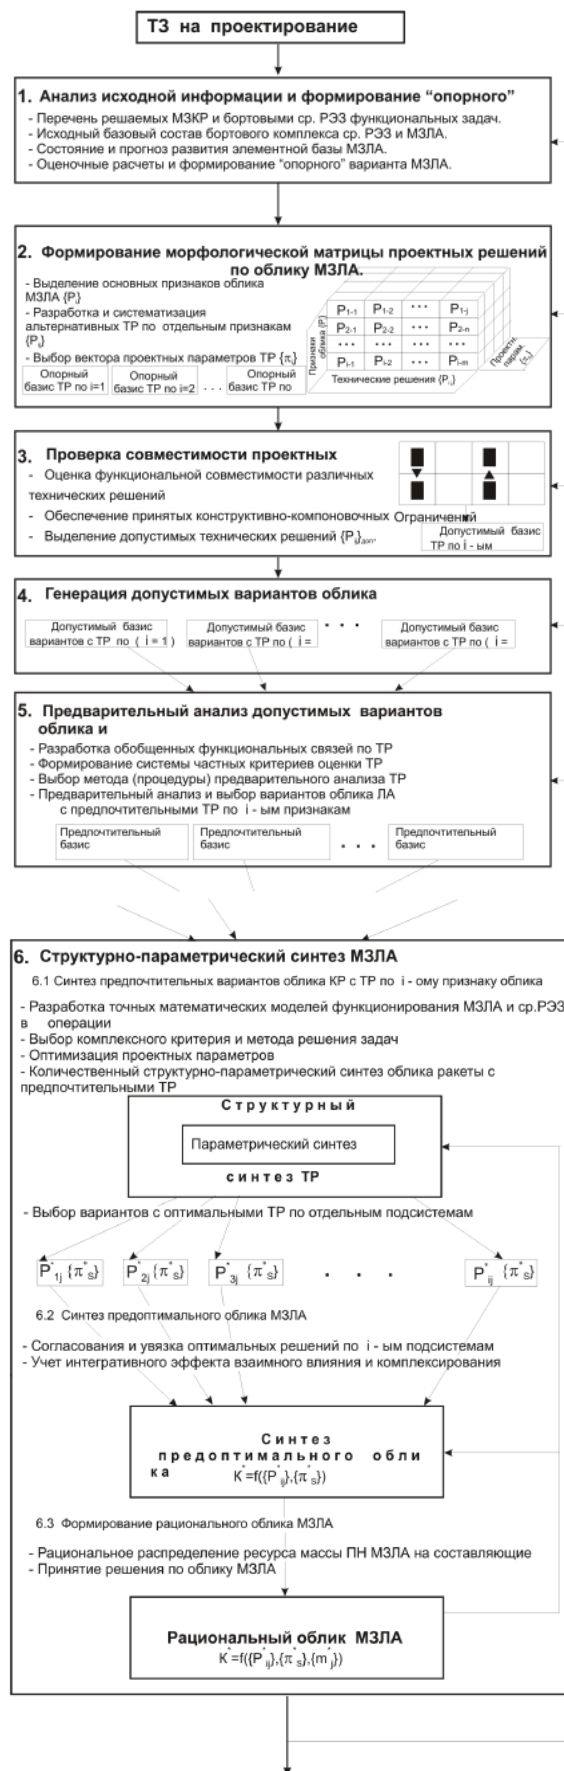 ТЗ на проектирование
1. Анализ исходной информации и формирование “опорного”
- Перечень решаемых МЗКР и бортовыми ср. РЭЗ функциональных задач.
- Исходный базовый состав бортового комплекса ср. РЭЗ и МЗЛА.
- Состояние и прогноз развития элементной базы МЗЛА.
- Оценочные расчеты и формирование “опорного” варианта МЗЛА.
2. Формирование морфологической матрицы проектных решений
по облику МЗЛА.
- Выделение основных признаков облика
МЗЛА {Pᵢ}
- Разработка и систематизация
альтернативных ТР по отдельным признакам
{Pᵢⱼ}
- Выбор вектора проектных параметров ТР {πᵢ}
Опорный
базис ТР по i=1
Опорный
базис ТР по i=2
. . .
Опорный
базис ТР по
Признаки
облика {Pᵢ}
P1-1 P1-2 ... P1-j
P2-1 P2-2 ... P2-n
... ... ... ...
Pi-1 Pi-2 ... Pi-m
Технические решения {Pᵢⱼ}
Проектн.
парам.
3. Проверка совместимости проектных
- Оценка функциональной совместимости различных
технических решений
- Обеспечение принятых конструктивно-компоновочных Ограничений
- Выделение допустимых технических решений {Pᵢⱼ}доп.
Допустимый базис
ТР по i - ым
4. Генерация допустимых вариантов облика
Допустимый базис
вариантов с ТР по ( i = 1 )
Допустимый базис
вариантов с ТР по ( i =
. . .
Допустимый базис
вариантов с ТР по ( i =
5. Предварительный анализ допустимых вариантов
облика и
- Разработка обобщенных функциональных связей по ТР
- Формирование системы частных критериев оценки ТР
- Выбор метода (процедуры) предварительного анализа ТР
- Предварительный анализ и выбор вариантов облика ЛА
с предпочтительными ТР по i - ым признакам
Предпочтительный
базис
Предпочтительный
базис
. . .
Предпочтительный
базис
6. Структурно-параметрический синтез МЗЛА
6.1 Синтез предпочтительных вариантов облика КР с ТР по i - ому признаку облика
- Разработка точных математических моделей функционирования МЗЛА и ср.РЭЗ
в операции
- Выбор комплексного критерия и метода решения задач
- Оптимизация проектных параметров
- Количественный структурно-параметрический синтез облика ракеты с
предпочтительными ТР
Структурный
Параметрический синтез
синтез ТР
- Выбор вариантов с оптимальными ТР по отдельным подсистемам
P*1j {π*s} P*2j {π*s} P*3j {π*s} . . . P*ij {π*s}
6.2 Синтез предоптимального облика МЗЛА
- Согласования и увязка оптимальных решений по i - ым подсистемам
- Учет интегративного эффекта взаимного влияния и комплексирования
Синтез
предоптимального обли
ка
K*=f({P*ij},{π*s})
6.3 Формирование рационального облика МЗЛА
- Рациональное распределение ресурса массы ПН МЗЛА на составляющие
- Принятие решения по облику МЗЛА
Рациональный облик МЗЛА
K*=f({P*ij},{π*s},{m*j})